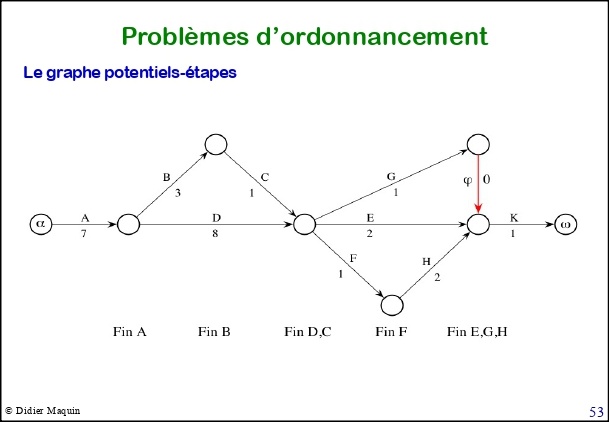 Problèmes d'ordonnancement
Le graphe potentiels-étapes
B
3
C
1
G
1
φ 0
α
A
7
D
8
E
2
K
1
ω
F
1
H
2
Fin A Fin B Fin D,C Fin F Fin E,G,H
© Didier Maquin
53